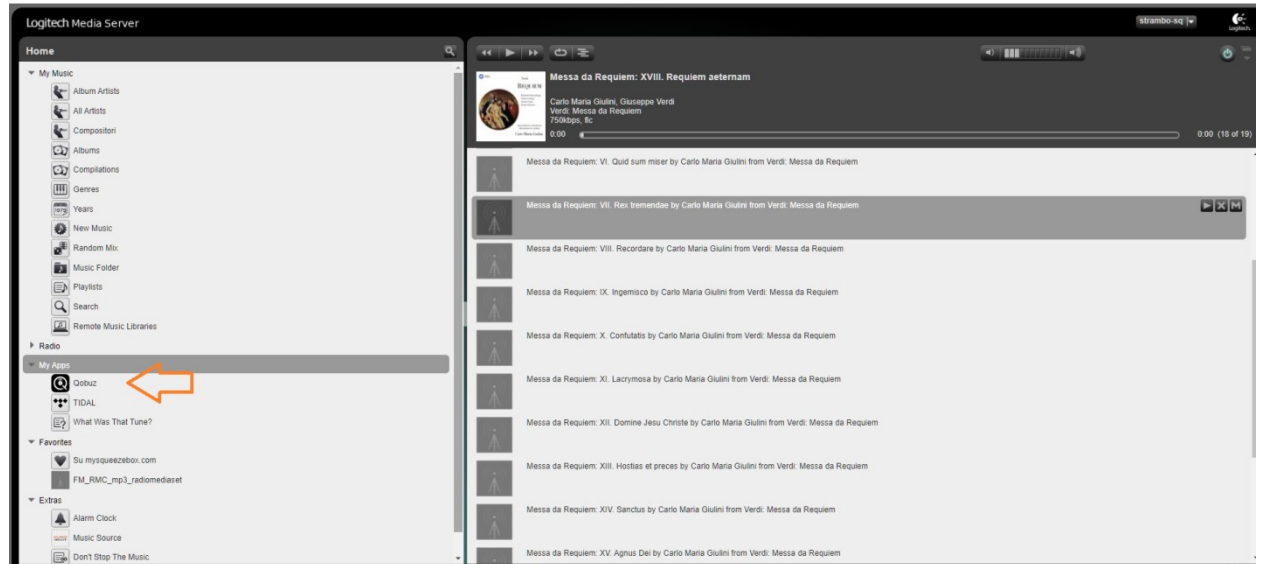 Logitech Media Server
strambo-sq
Logitech
Home
My Music
Album Artists
All Artists
Compositori
Albums
Compilations
Genres
Years
New Music
Random Mix
Music Folder
Playlists
Search
Remote Music Libraries
Radio
My Apps
Qobuz
TIDAL
What Was That Tune?
Favorites
Su mysqueezebox.com
FM_RMC_mp3_radiomediaset
Extras
Alarm Clock
Music Source
Don't Stop The Music
Messa da Requiem: XVIII. Requiem aeternam
Carlo Maria Giulini, Giuseppe Verdi
Verdi: Messa da Requiem
750kbps, flc
0:00
0:00 (18 of 19)
Messa da Requiem: VI. Quid sum miser by Carlo Maria Giulini from Verdi: Messa da Requiem
Messa da Requiem: VII. Rex tremendae by Carlo Maria Giulini from Verdi: Messa da Requiem
Messa da Requiem: VIII. Recordare by Carlo Maria Giulini from Verdi: Messa da Requiem
Messa da Requiem: IX. Ingemisco by Carlo Maria Giulini from Verdi: Messa da Requiem
Messa da Requiem: X. Confutatis by Carlo Maria Giulini from Verdi: Messa da Requiem
Messa da Requiem: XI. Lacrymosa by Carlo Maria Giulini from Verdi: Messa da Requiem
Messa da Requiem: XII. Domine Jesu Christe by Carlo Maria Giulini from Verdi: Messa da Requiem
Messa da Requiem: XIII. Hostias et preces by Carlo Maria Giulini from Verdi: Messa da Requiem
Messa da Requiem: XIV. Sanctus by Carlo Maria Giulini from Verdi: Messa da Requiem
Messa da Requiem: XV. Agnus Dei by Carlo Maria Giulini from Verdi: Messa da Requiem